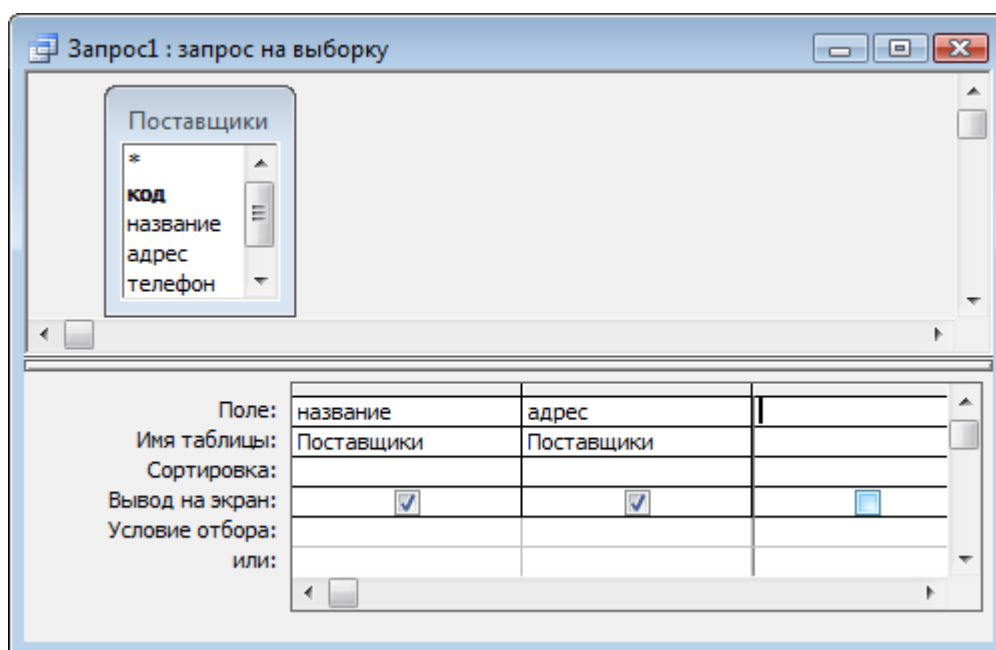 Запрос1 : запрос на выборку
Поставщики
*
код
название
адрес
телефон
Поле: название адрес
Имя таблицы: Поставщики Поставщики
Сортировка:
Вывод на экран:
Условие отбора:
или: